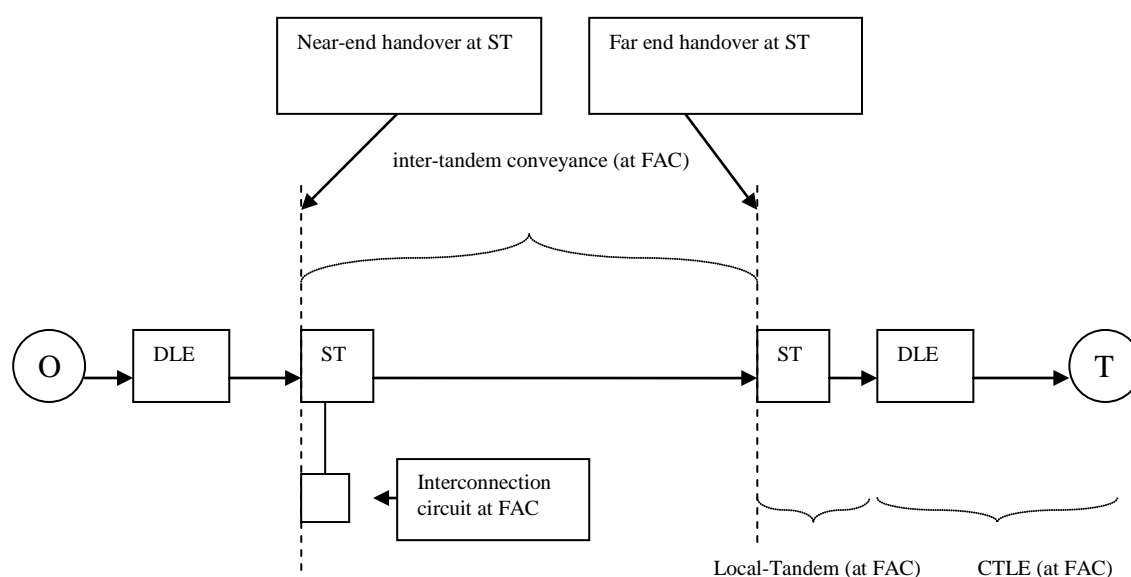 Near-end handover at ST
Far end handover at ST
inter-tandem conveyance (at FAC)
O
DLE
ST
ST
DLE
T
Interconnection
circuit at FAC
Local-Tandem (at FAC)
CTLE (at FAC)